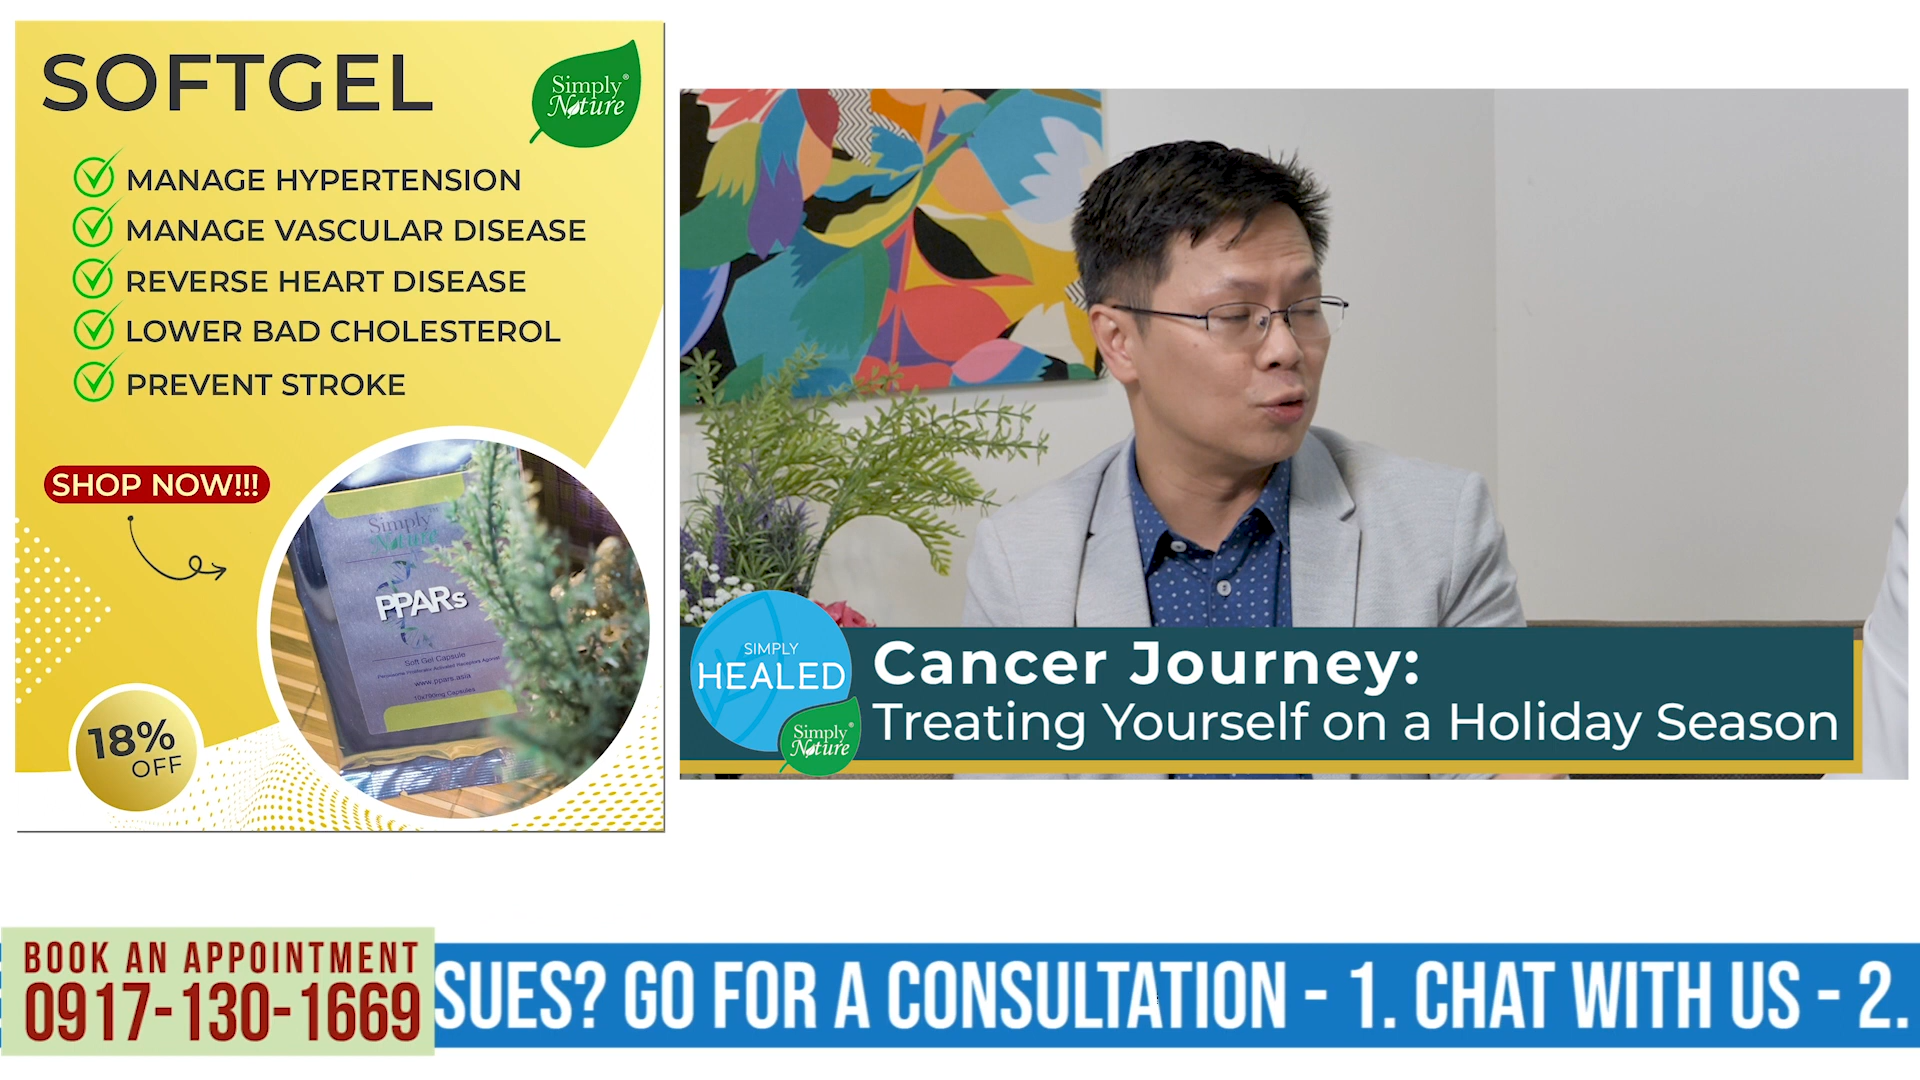 SOFTGEL
Simply®
Nature
MANAGE HYPERTENSION
MANAGE VASCULAR DISEASE
REVERSE HEART DISEASE
LOWER BAD CHOLESTEROL
PREVENT STROKE
SHOP NOW!!!
Simply
Nature
PPARs
Soft Gel Capsule
www.ppars.asia
18%
OFF
SIMPLY
HEALED
Simply®
Nature
Cancer Journey:
Treating Yourself on a Holiday Season
BOOK AN APPOINTMENT
0917-130-1669
SUES? GO FOR A CONSULTATION - 1. CHAT WITH US - 2.